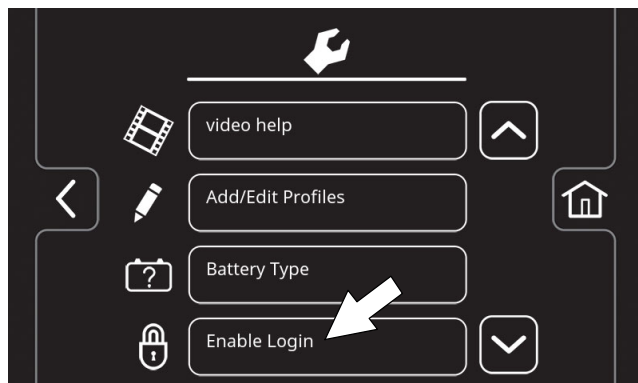 video help
Add/Edit Profiles
Battery Type
?
Enable Login